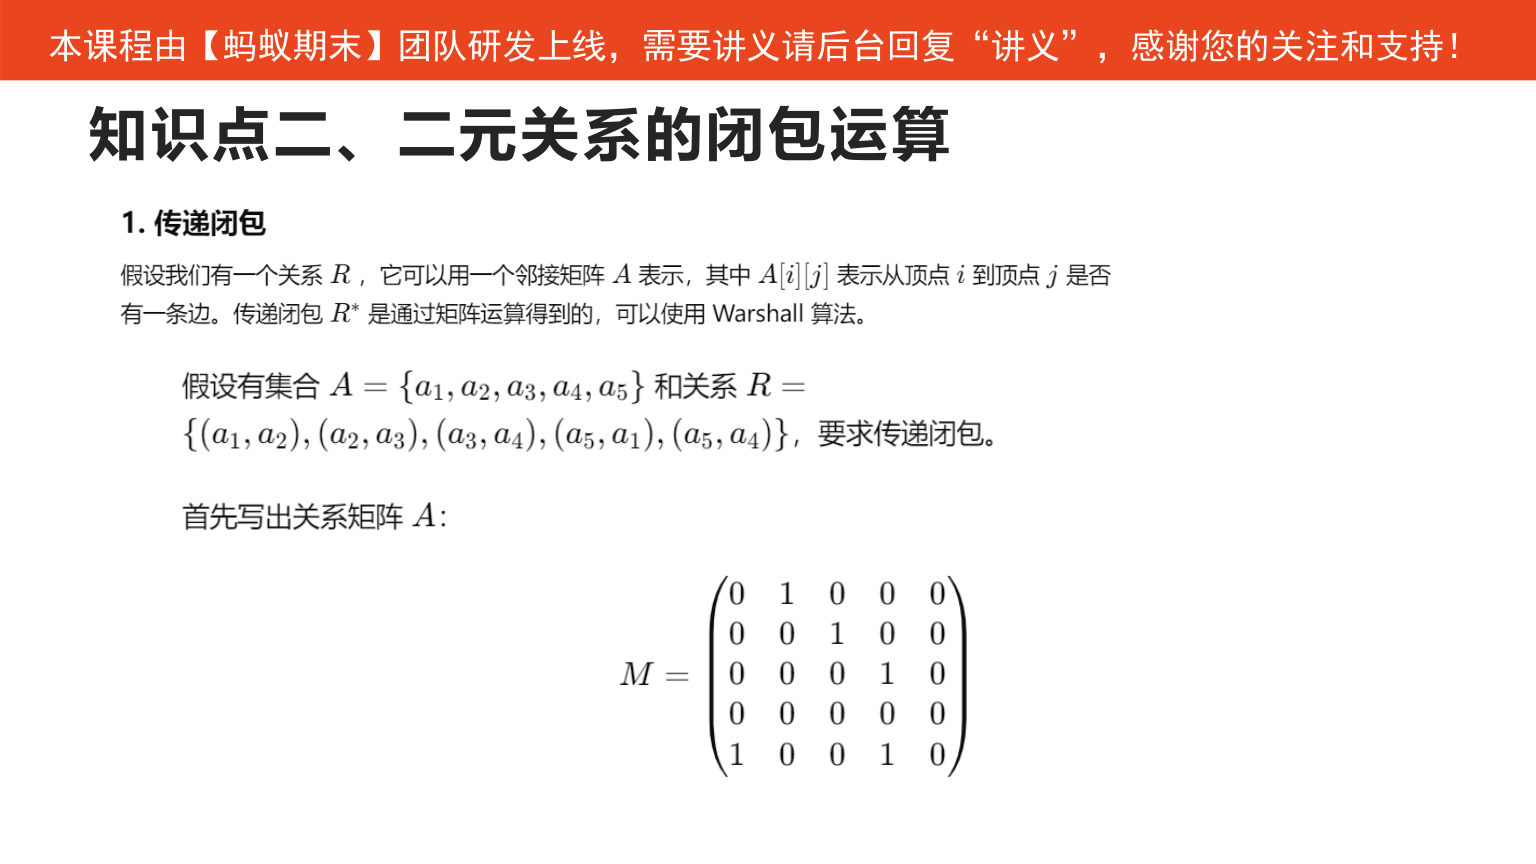 本课程由【蚂蚁期末】团队研发上线，需要讲义请后台回复“讲义”，感谢您的关注和支持！
知识点二、二元关系的闭包运算
1. 传递闭包
假设我们有一个关系 R ，它可以用一个邻接矩阵 A 表示，其中 A[i][j] 表示从顶点 i 到顶点 j 是否
有一条边。传递闭包 R* 是通过矩阵运算得到的，可以使用 Warshall 算法。
假设有集合 A = {a₁, a₂, a₃, a₄, a₅} 和关系 R =
{(a₁, a₂), (a₂, a₃), (a₃, a₄), (a₅, a₁), (a₅, a₄)}，要求传递闭包。
首先写出关系矩阵 A：
0 1 0 0 0
0 0 1 0 0
M = 0 0 0 1 0
0 0 0 0 0
1 0 0 1 0